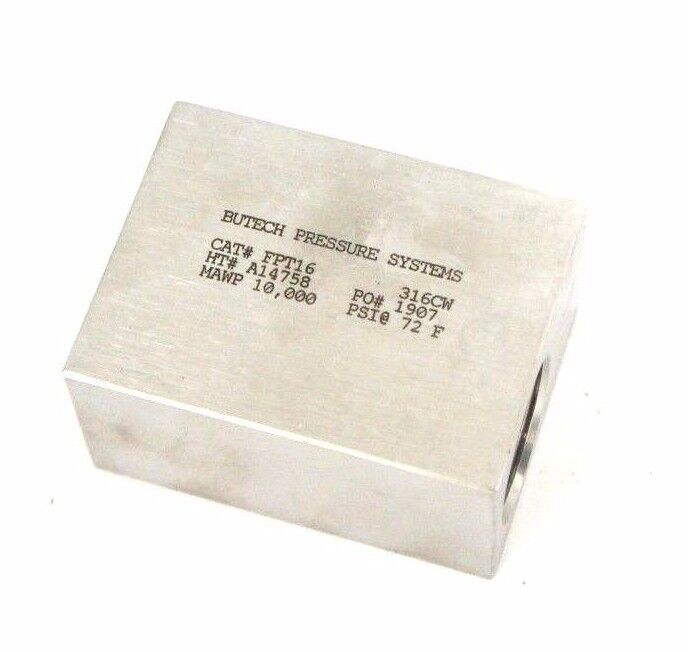 BUTECH PRESSURE SYSTEMS
CAT# FPT16 316CW
HT# A14758 PO# 1907
MAWP 10,000 PSI@ 72 F